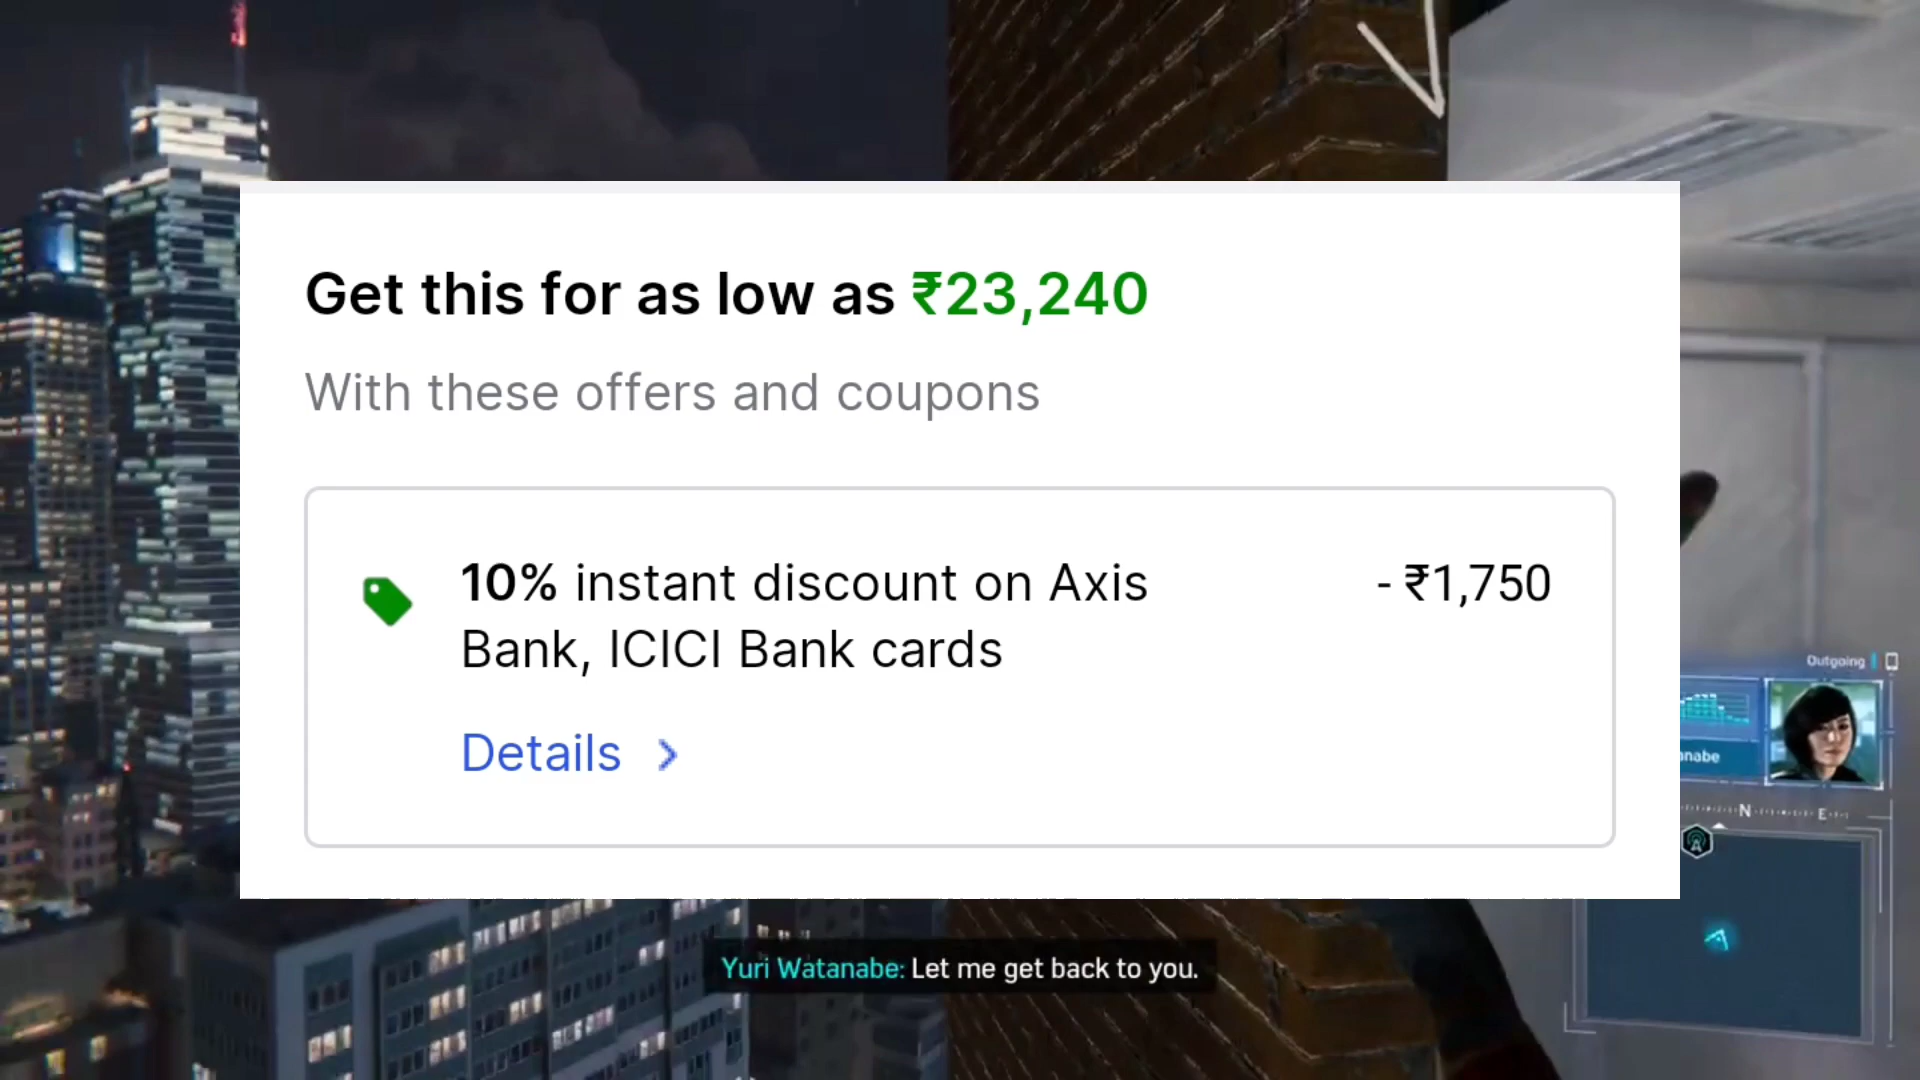 Get this for as low as ₹23,240
With these offers and coupons
10% instant discount on Axis
Bank, ICICI Bank cards
- ₹1,750
Details
Outgoing
N
E
Yuri Watanabe: Let me get back to you.